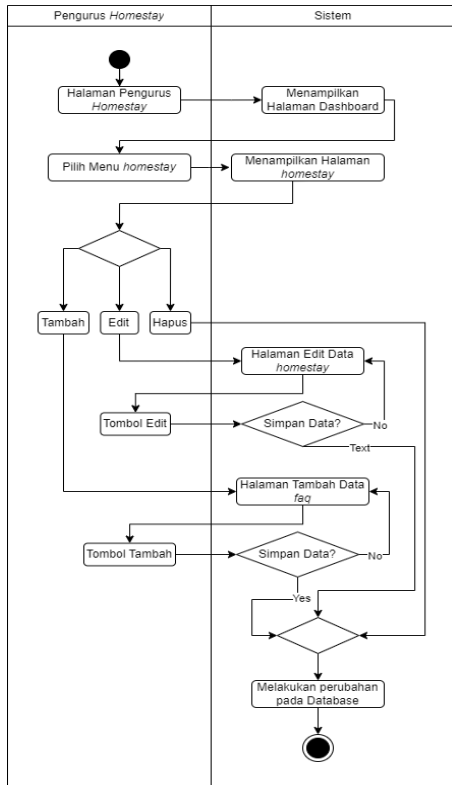 Pengurus Homestay
Sistem
Halaman Pengurus
Homestay
Menampilkan
Halaman Dashboard
Pilih Menu homestay
Menampilkan Halaman
homestay
Tambah
Edit
Hapus
Halaman Edit Data
homestay
Tombol Edit
Simpan Data?
No
Text
Halaman Tambah Data
faq
Tombol Tambah
Simpan Data?
No
Yes
Melakukan perubahan
pada Database